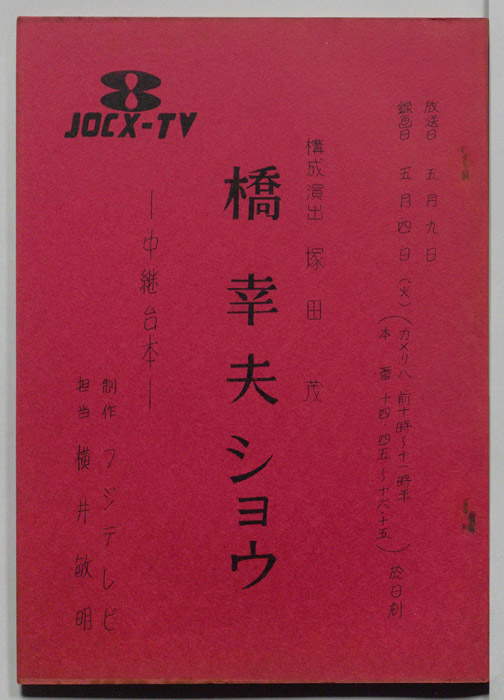 放送日 五月九日
録画日 五月四日(火)(カメリハ 前十時〜十一時半
本番 十四・四五〜十六・十五) 於日劇
構成演出 塚田茂
橋幸夫ショウ
―中継台本―
制作 フジテレビ
担当 横井敏明
8
JOCX-TV